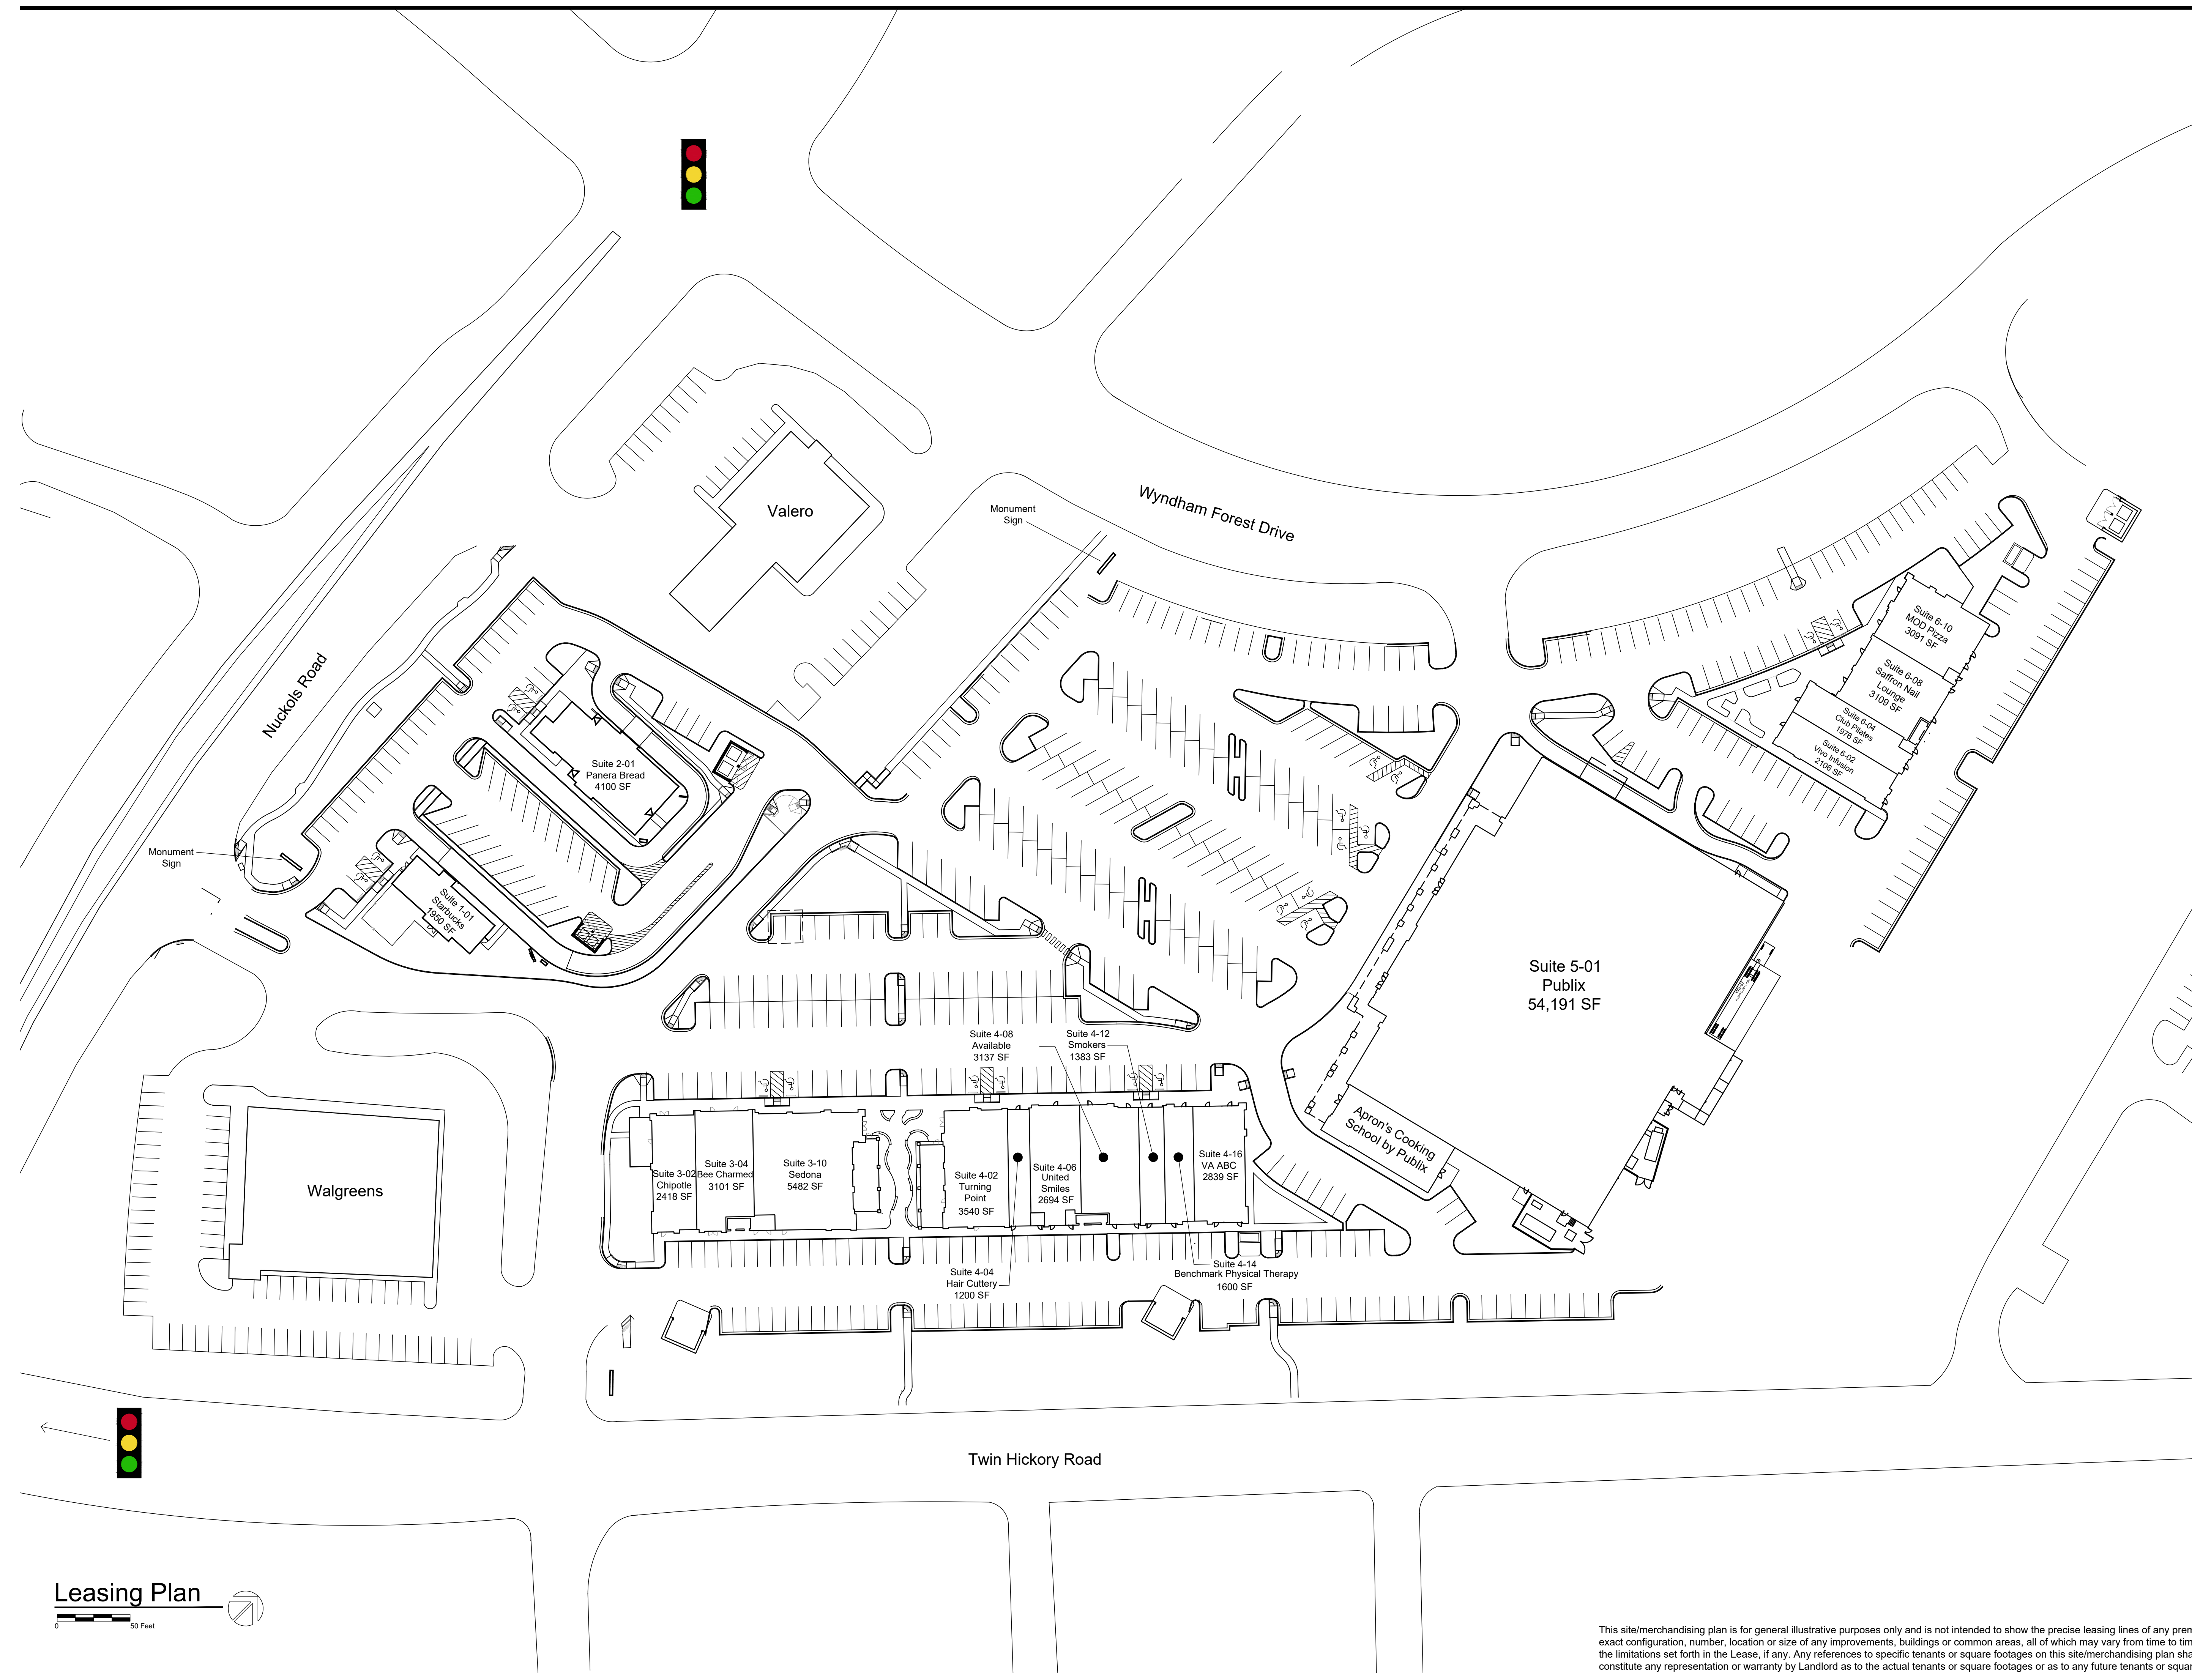 Valero
Monument
Sign
Wyndham Forest Drive
Nuckols Road
Suite 6-10
MOD Pizza
3091 SF
Suite 6-08
Saffron Nail
Lounge
3109 SF
Suite 6-04
Club Pilates
1976 SF
Suite 6-02
Vivo Infusion
2106 SF
Suite 2-01
Panera Bread
4100 SF
Monument
Sign
Suite 1-01
Starbucks
1950 SF
Suite 5-01
Publix
54,191 SF
Suite 4-08
Available
3137 SF
Suite 4-12
Smokers
1383 SF
Apron's Cooking
School by Publix
Walgreens
Suite 3-02
Chipotle
2418 SF
Suite 3-04
Bee Charmed
3101 SF
Suite 3-10
Sedona
5482 SF
Suite 4-02
Turning
Point
3540 SF
Suite 4-06
United
Smiles
2694 SF
Suite 4-16
VA ABC
2839 SF
Suite 4-04
Hair Cuttery
1200 SF
Suite 4-14
Benchmark Physical Therapy
1600 SF
Twin Hickory Road
Leasing Plan
0 50 Feet
This site/merchandising plan is for general illustrative purposes only and is not intended to show the precise leasing lines of any
exact configuration, number, location or size of any improvements, buildings or common areas, all of which may vary from time to
the limitations set forth in the Lease, if any. Any references to specific tenants or square footages on this site/merchandising plan
constitute any representation or warranty by Landlord as to the actual tenants or square footages or as to any future tenants or